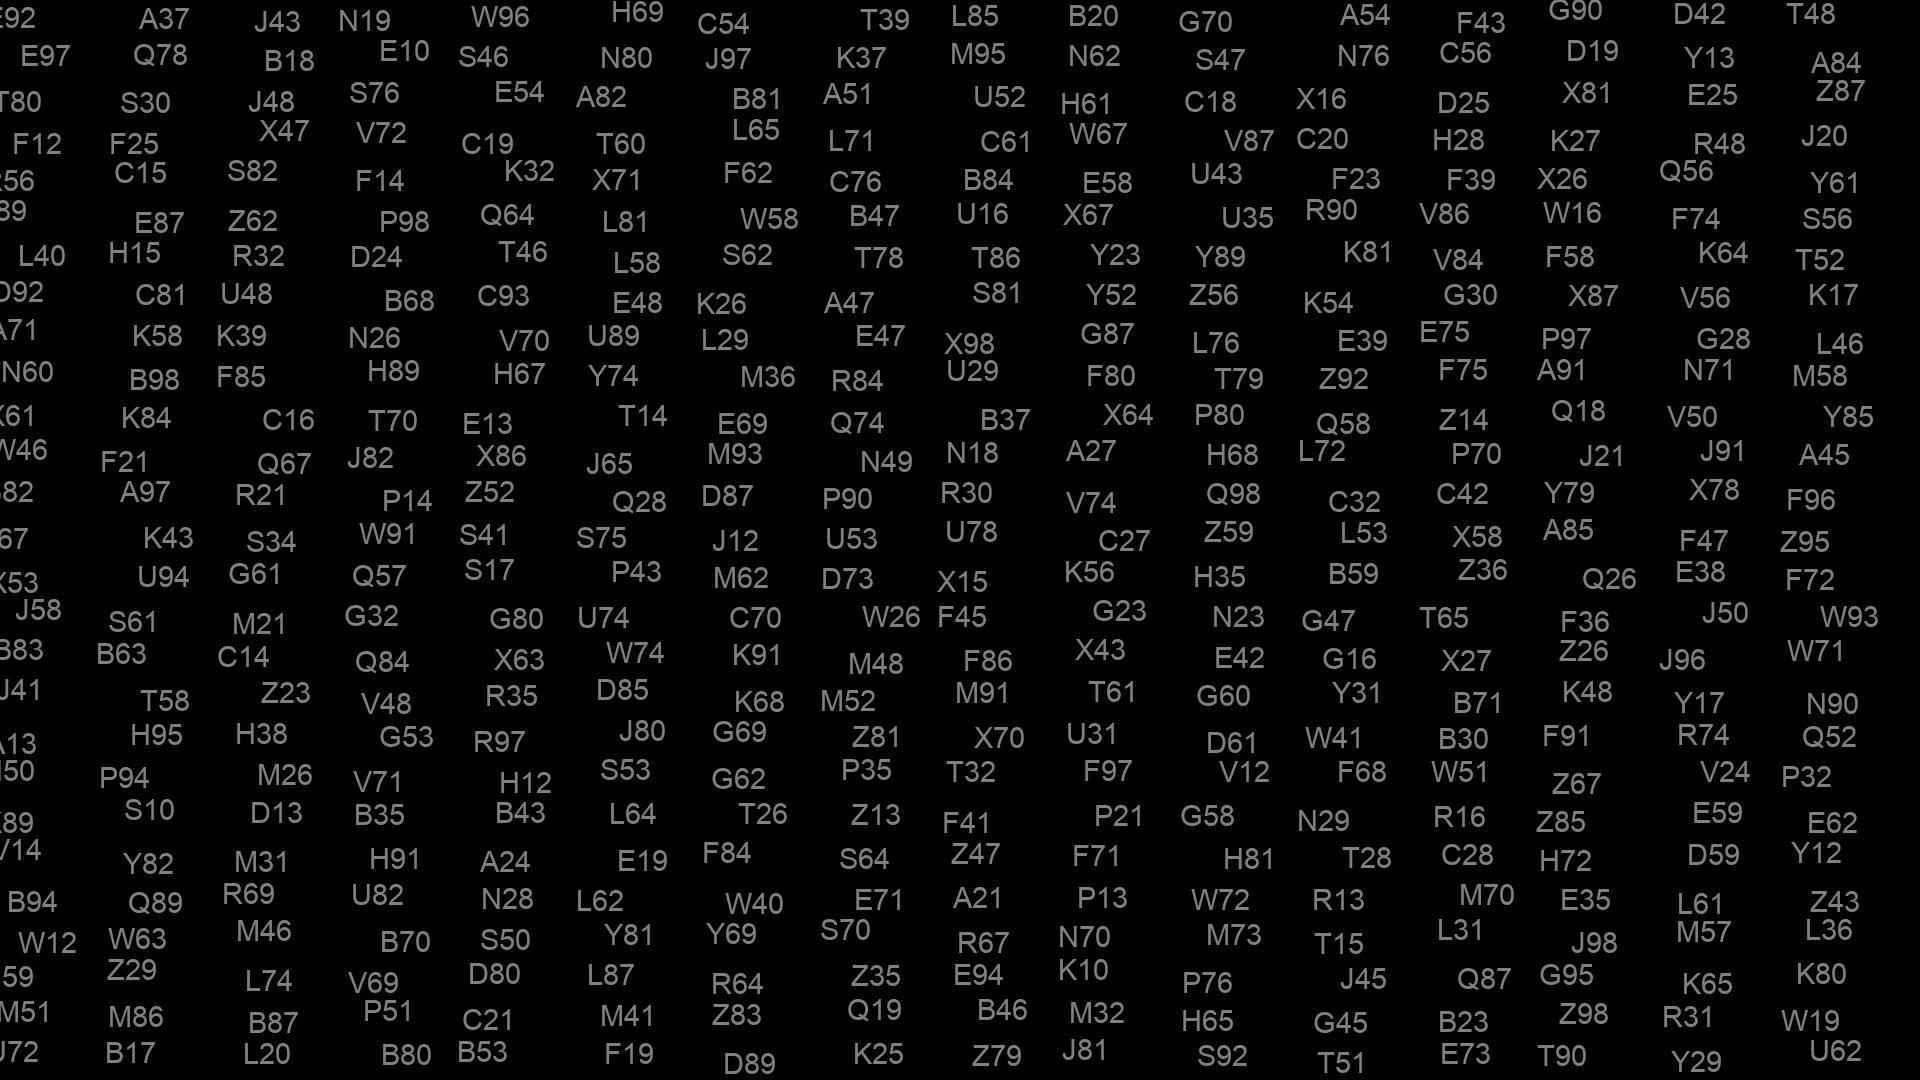 E92 A37 J43 N19 W96 H69 C54 T39 L85 B20 G70 A54 F43 G90 D42 T48
E97 Q78 B18 E10 S46 N80 J97 K37 M95 N62 S47 N76 C56 D19 Y13 A84
T80 S30 J48 S76 E54 A82 B81 A51 U52 H61 C18 X16 D25 X81 E25 Z87
F12 F25 X47 V72 C19 T60 L65 L71 C61 W67 V87 C20 H28 K27 R48 J20
56 C15 S82 F14 K32 X71 F62 C76 B84 E58 U43 F23 F39 X26 Q56 Y61
89 E87 Z62 P98 Q64 L81 W58 B47 U16 X67 U35 R90 V86 W16 F74 S56
L40 H15 R32 D24 T46 L58 S62 T78 T86 Y23 Y89 K81 V84 F58 K64 T52
D92 C81 U48 B68 C93 E48 K26 A47 S81 Y52 Z56 K54 G30 X87 V56 K17
A71 K58 K39 N26 V70 U89 L29 E47 X98 G87 L76 E39 E75 P97 G28 L46
N60 B98 F85 H89 H67 Y74 M36 R84 U29 F80 T79 Z92 F75 A91 N71 M58
61 K84 C16 T70 E13 T14 E69 Q74 B37 X64 P80 Q58 Z14 Q18 V50 Y85
W46 F21 Q67 J82 X86 J65 M93 N49 N18 A27 H68 L72 P70 J21 J91 A45
82 A97 R21 P14 Z52 Q28 D87 P90 R30 V74 Q98 C32 C42 Y79 X78 F96
67 K43 S34 W91 S41 S75 J12 U53 U78 C27 Z59 L53 X58 A85 F47 Z95
53 U94 G61 Q57 S17 P43 M62 D73 X15 K56 H35 B59 Z36 Q26 E38 F72
J58 S61 M21 G32 G80 U74 C70 W26 F45 G23 N23 G47 T65 F36 J50 W93
B83 B63 C14 Q84 X63 W74 K91 M48 F86 X43 E42 G16 X27 Z26 J96 W71
J41 T58 Z23 V48 R35 D85 K68 M52 M91 T61 G60 Y31 B71 K48 Y17 N90
A13 H95 H38 G53 R97 J80 G69 Z81 X70 U31 D61 W41 B30 F91 R74 Q52
50 P94 M26 V71 H12 S53 G62 P35 T32 F97 V12 F68 W51 Z67 V24 P32
89 S10 D13 B35 B43 L64 T26 Z13 F41 P21 G58 N29 R16 Z85 E59 E62
V14 Y82 M31 H91 A24 E19 F84 S64 Z47 F71 H81 T28 C28 H72 D59 Y12
B94 Q89 R69 U82 N28 L62 W40 E71 A21 P13 W72 R13 M70 E35 L61 Z43
W12 W63 M46 B70 S50 Y81 Y69 S70 R67 N70 M73 T15 L31 J98 M57 L36
59 Z29 L74 V69 D80 L87 R64 Z35 E94 K10 P76 J45 Q87 G95 K65 K80
M51 M86 B87 P51 C21 M41 Z83 Q19 B46 M32 H65 G45 B23 Z98 R31 W19
72 B17 L20 B80 B53 F19 D89 K25 Z79 J81 S92 T51 E73 T90 Y29 U62